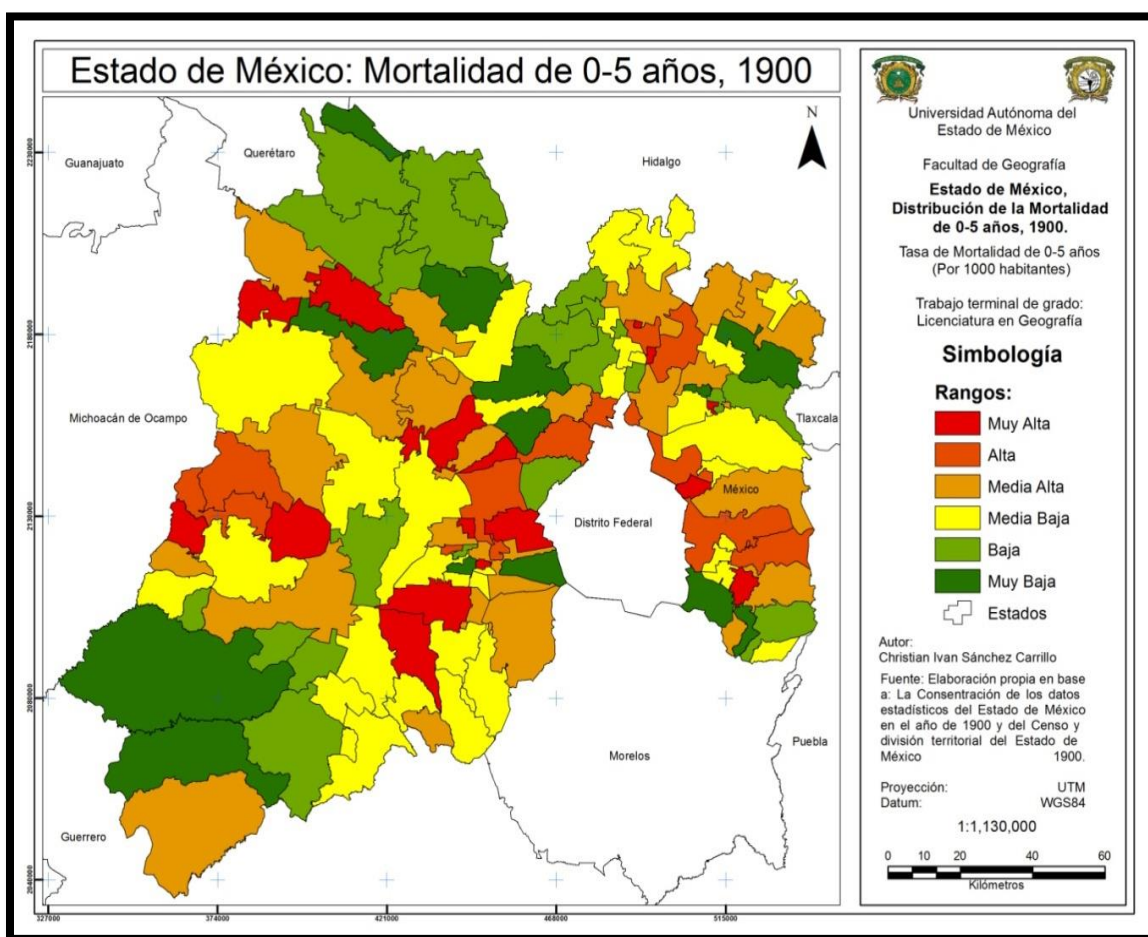 Estado de México: Mortalidad de 0-5 años, 1900
N
Guanajuato
Querétaro
Hidalgo
Michoacán de Ocampo
Tlaxcala
México
Distrito Federal
Morelos
Puebla
Guerrero
2230000
2180000
2130000
2080000
2040000
327000
374000
421000
468000
515000
Universidad Autónoma del
Estado de México
Facultad de Geografía
Estado de México,
Distribución de la Mortalidad
de 0-5 años, 1900.
Tasa de Mortalidad de 0-5 años
(Por 1000 habitantes)
Trabajo terminal de grado:
Licenciatura en Geografía
Simbología
Rangos:
Muy Alta
Alta
Media Alta
Media Baja
Baja
Muy Baja
Estados
Autor:
Christian Ivan Sánchez Carrillo
Fuente: Elaboración propia en base
a: La Consentración de los datos
estadísticos del Estado de México
en el año de 1900 y del Censo y
división territorial del Estado de
México 1900.
Proyección: UTM
Datum: WGS84
1:1,130,000
0 10 20 40 60
Kilómetros